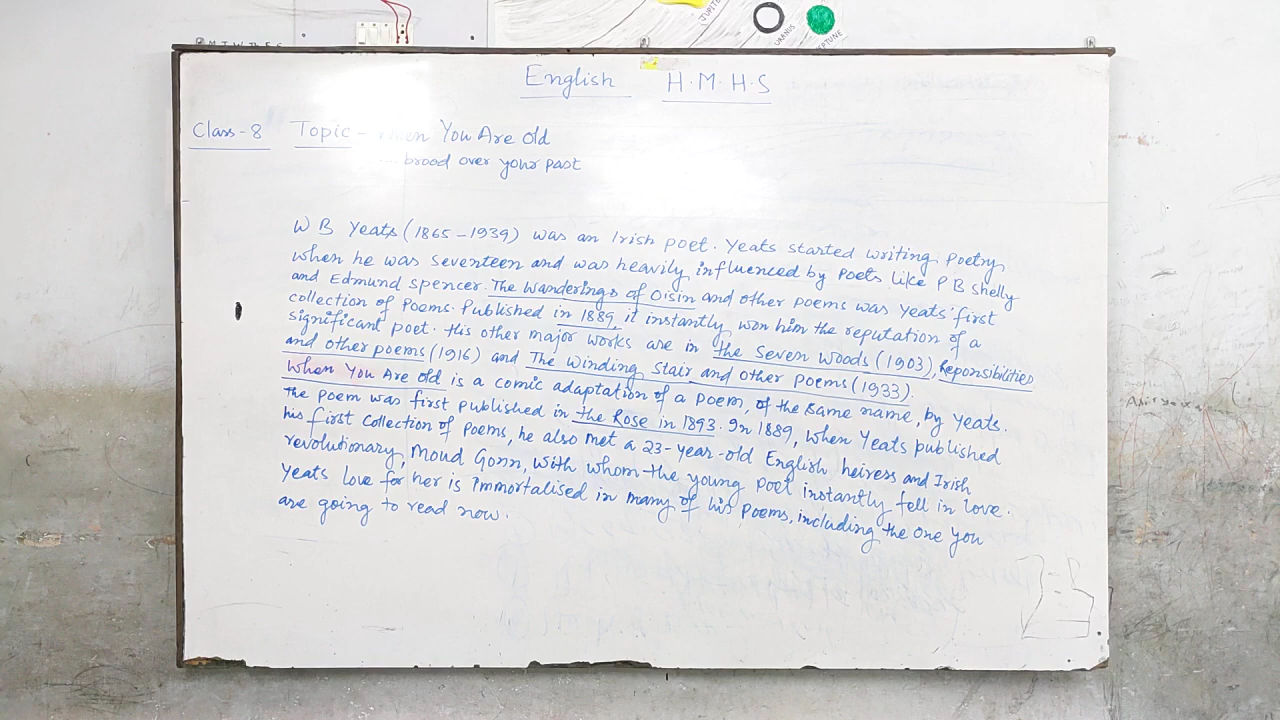 M T W T F S
JUPITE
URANUS
EPTUNE
English H.M.H.S
Class-8 Topic - When You Are Old
... brood over your past
W B Yeats (1865-1939) was an Irish poet. Yeats started writing poetry
when he was seventeen and was heavily influenced by poets like P B Shelly
and Edmund Spencer. The Wanderings of Oisin and other poems was Yeats' first
collection of Poems. Published in 1889, it instantly won him the reputation of a
significant poet. His other major works are in the Seven Woods (1903), Reponsibilities
and other poems (1916) and The Winding Stair and other Poems (1933).
When You Are Old is a comic adaptation of a poem, of the same name, by Yeats.
The poem was first published in the Rose in 1893. In 1889, when Yeats published
his first collection of Poems, he also met a 23-year-old English heiress and Irish
revolutionary, Moud Gonn, with whom the young poet instantly fell in love.
Yeats love for her is Immortalised in many of his Poems, including the one you
are going to read now.